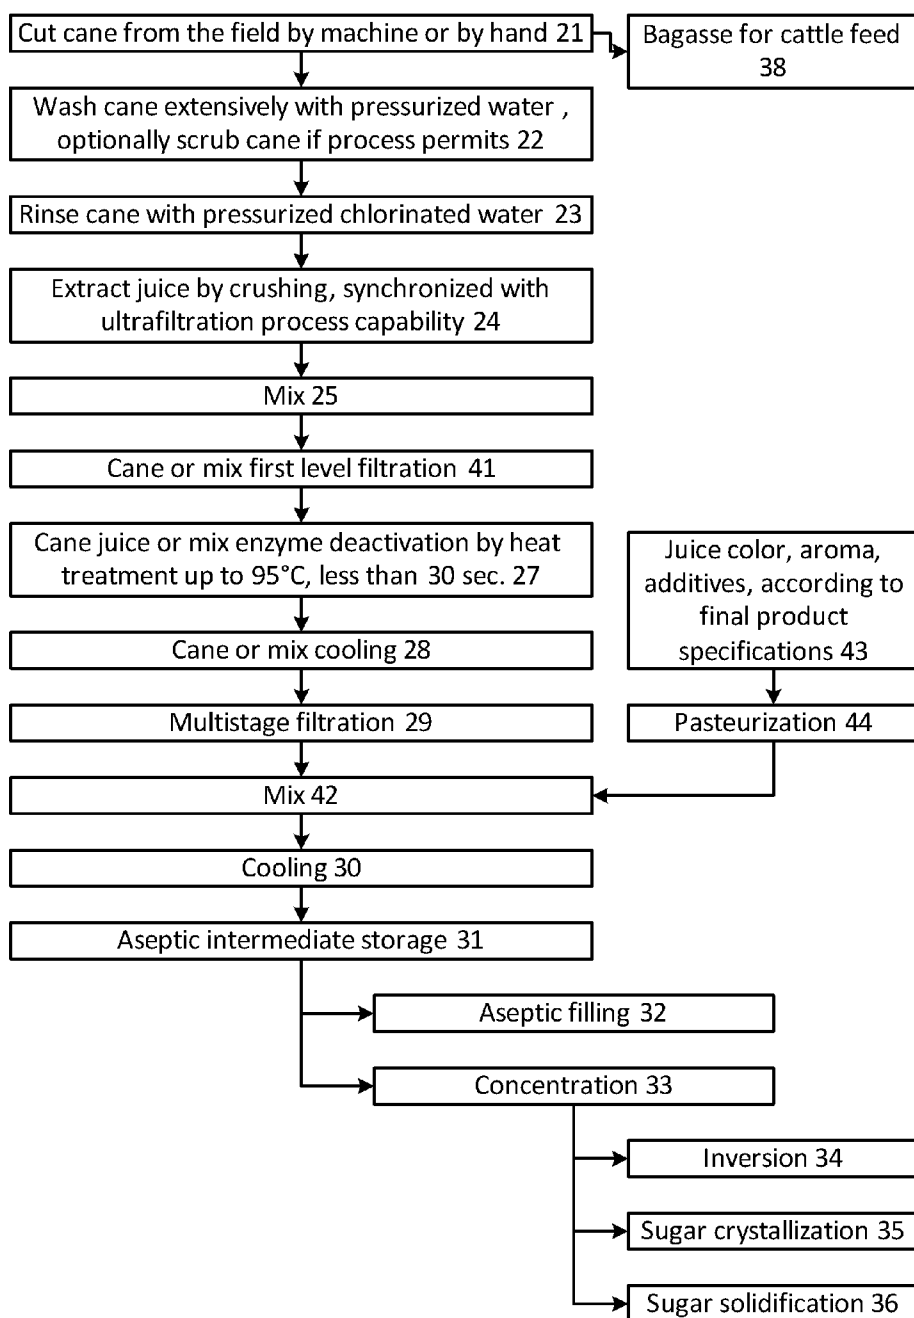 Cut cane from the field by machine or by hand 21
Bagasse for cattle feed
38
Wash cane extensively with pressurized water ,
optionally scrub cane if process permits 22
Rinse cane with pressurized chlorinated water 23
Extract juice by crushing, synchronized with
ultrafiltration process capability 24
Mix 25
Cane or mix first level filtration 41
Cane juice or mix enzyme deactivation by heat
treatment up to 95°C, less than 30 sec. 27
Juice color, aroma,
additives, according to
final product
specifications 43
Cane or mix cooling 28
Multistage filtration 29
Pasteurization 44
Mix 42
Cooling 30
Aseptic intermediate storage 31
Aseptic filling 32
Concentration 33
Inversion 34
Sugar crystallization 35
Sugar solidification 36